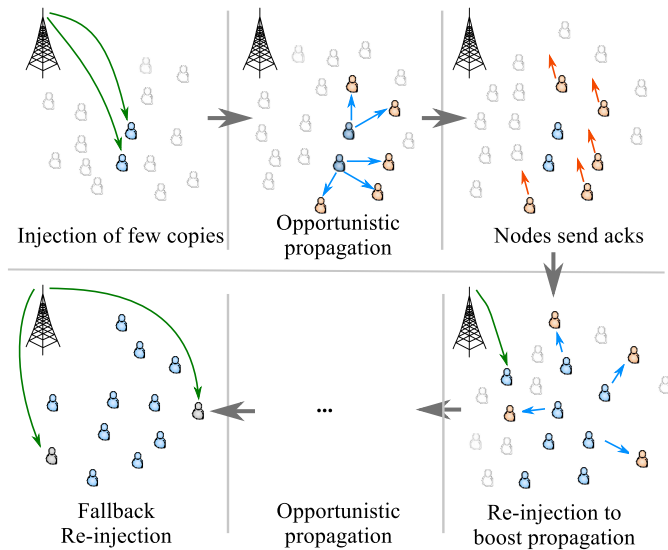 Injection of few copies
Opportunistic
propagation
Nodes send acks
...
Fallback
Re-injection
Opportunistic
propagation
Re-injection to
boost propagation